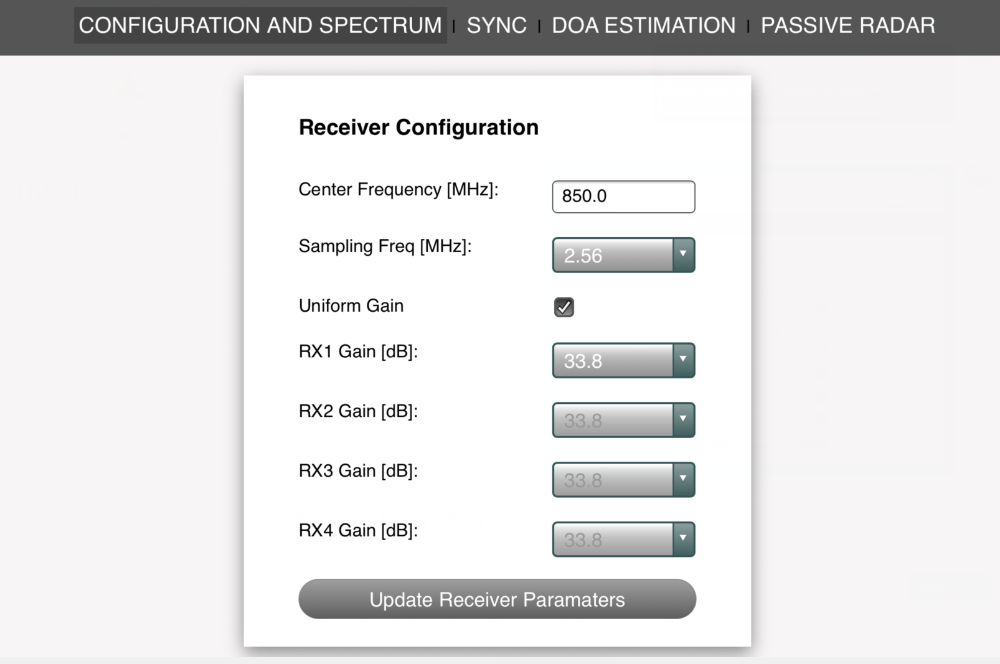 CONFIGURATION AND SPECTRUM | SYNC | DOA ESTIMATION | PASSIVE RADAR
Receiver Configuration
Center Frequency [MHz]: 850.0
Sampling Freq [MHz]: 2.56
Uniform Gain
RX1 Gain [dB]: 33.8
RX2 Gain [dB]: 33.8
RX3 Gain [dB]: 33.8
RX4 Gain [dB]: 33.8
Update Receiver Paramaters